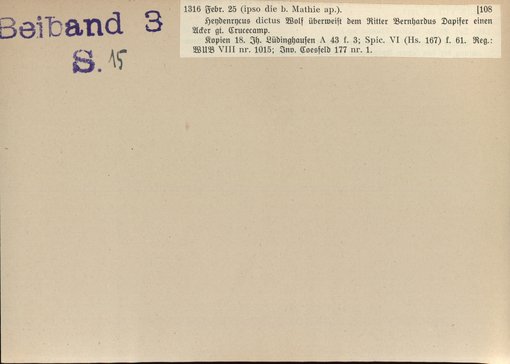 Beiband 3
S. 15
1316 Febr. 25 (ipso die b. Mathie ap.). [108
Heydenrycus dictus Wolf überweist dem Ritter Bernhardus Dapifer einen
Acker gt. Crucecamp.
Kopien 18. Jh. Lüdinghausen A 43 f. 3; Spic. VI (Hs. 167) f. 61. Reg.:
WUB VIII nr. 1015; Inv. Coesfeld 177 nr. 1.